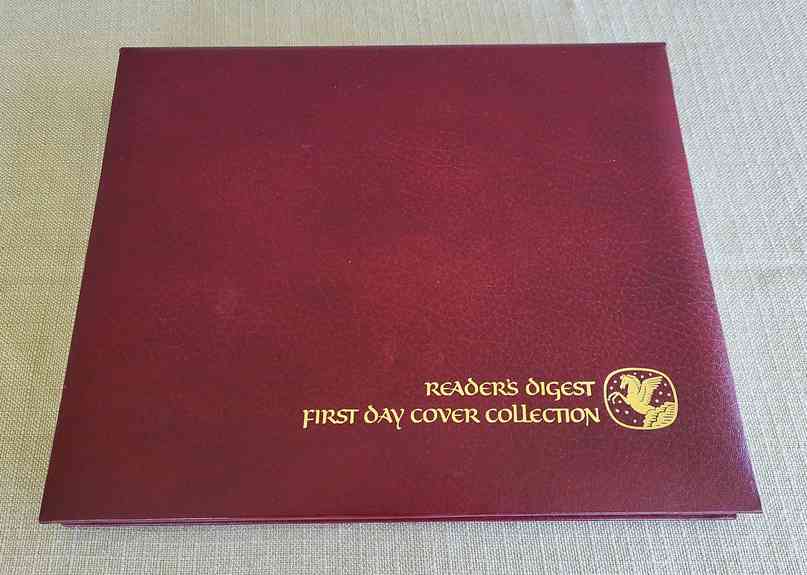 READER'S DIGEST
FIRST DAY COVER COLLECTION